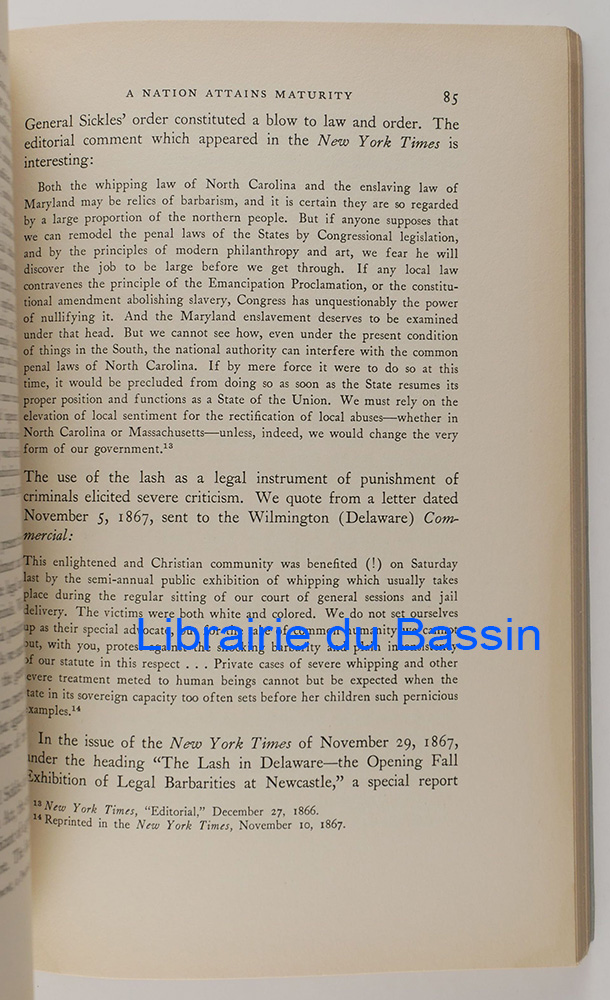 A NATION ATTAINS MATURITY 85
General Sickles' order constituted a blow to law and order. The
editorial comment which appeared in the New York Times is
interesting:
Both the whipping law of North Carolina and the enslaving law of
Maryland may be relics of barbarism, and it is certain they are so regarded
by a large proportion of the northern people. But if anyone supposes that
we can remodel the penal laws of the States by Congressional legislation,
and by the principles of modern philanthropy and art, we fear he will
discover the job to be large before we get through. If any local law
contravenes the principle of the Emancipation Proclamation, or the constitu-
tional amendment abolishing slavery, Congress has unquestionably the power
of nullifying it. And the Maryland enslavement deserves to be examined
under that head. But we cannot see how, even under the present condition
of things in the South, the national authority can interfere with the common
penal laws of North Carolina. If by mere force it were to do so at this
time, it would be precluded from doing so as soon as the State resumes its
proper position and functions as a State of the Union. We must rely on the
elevation of local sentiment for the rectification of local abuses—whether in
North Carolina or Massachusetts—unless, indeed, we would change the very
form of our government.13
The use of the lash as a legal instrument of punishment of
criminals elicited severe criticism. We quote from a letter dated
November 5, 1867, sent to the Wilmington (Delaware) Com-
mercial:
This enlightened and Christian community was benefited (!) on Saturday
last by the semi-annual public exhibition of whipping which usually takes
place during the regular sitting of our court of general sessions and jail
delivery. The victims were both white and colored. We do not set ourselves
up as their special advocate, but for the sake of common humanity we cannot
but, with you, protest against the shocking barbarity and plain inconsistency
of our statute in this respect . . . Private cases of severe whipping and other
severe treatment meted to human beings cannot but be expected when the
state in its sovereign capacity too often sets before her children such pernicious
examples.14
Librairie du Bassin
In the issue of the New York Times of November 29, 1867,
under the heading "The Lash in Delaware—the Opening Fall
Exhibition of Legal Barbarities at Newcastle," a special report
13 New York Times, "Editorial," December 27, 1866.
14 Reprinted in the New York Times, November 10, 1867.